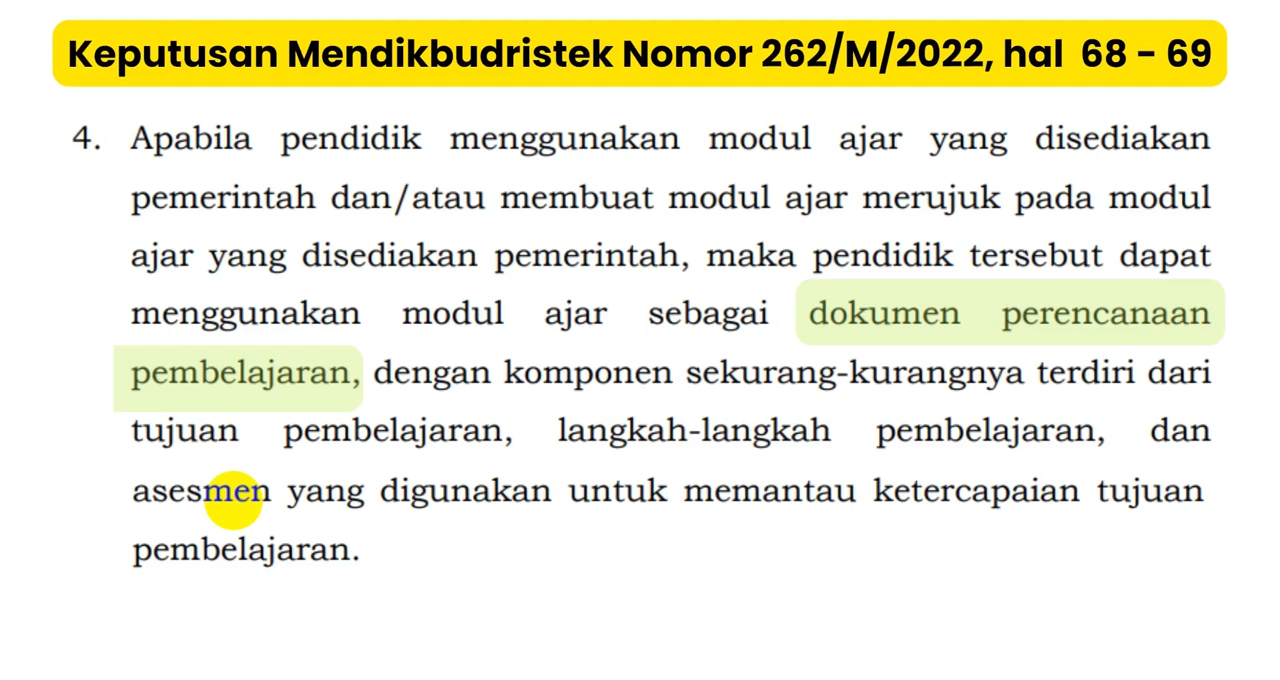 Keputusan Mendikbudristek Nomor 262/M/2022, hal 68 - 69
4. Apabila pendidik menggunakan modul ajar yang disediakan
pemerintah dan/atau membuat modul ajar merujuk pada modul
ajar yang disediakan pemerintah, maka pendidik tersebut dapat
menggunakan modul ajar sebagai dokumen perencanaan
pembelajaran, dengan komponen sekurang-kurangnya terdiri dari
tujuan pembelajaran, langkah-langkah pembelajaran, dan
asesmen yang digunakan untuk memantau ketercapaian tujuan
pembelajaran.